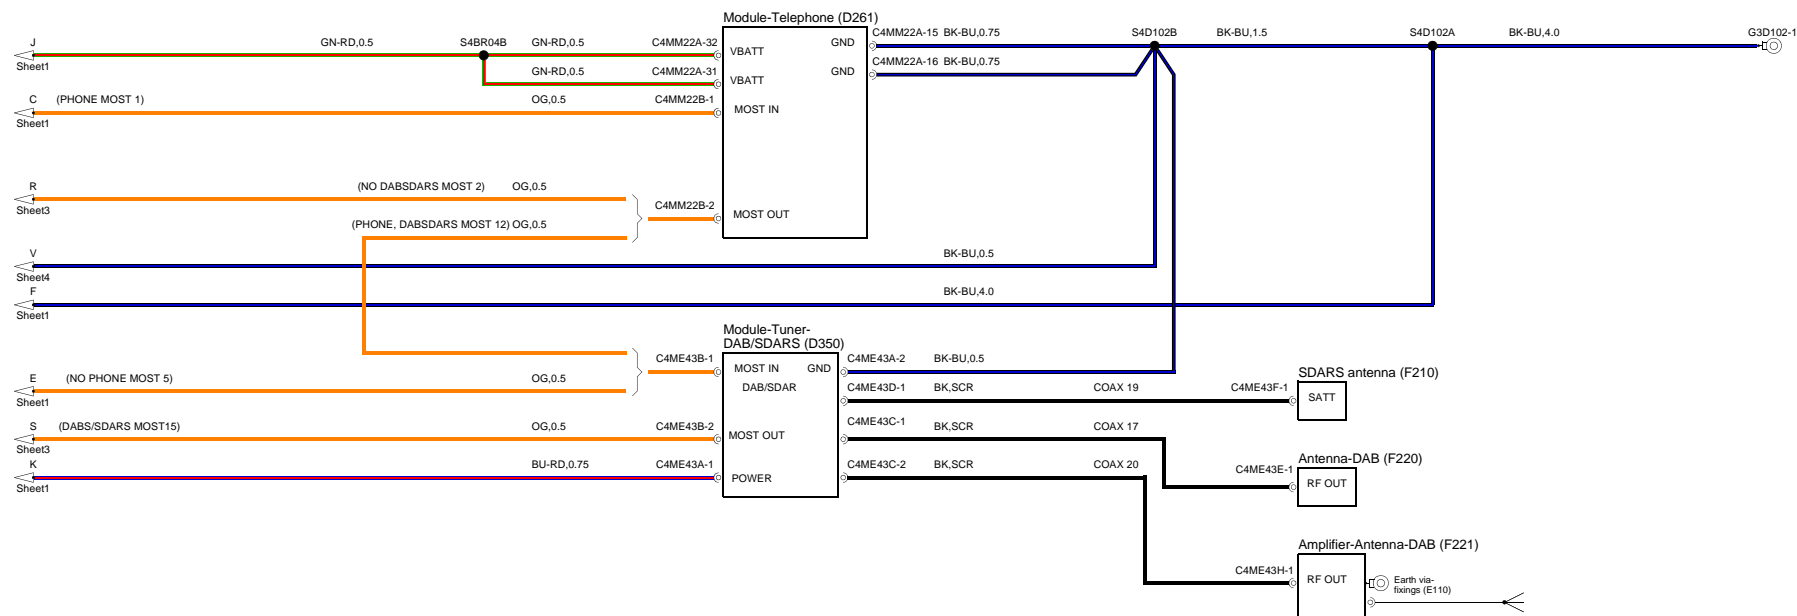 Module-Telephone (D261)
J
GN-RD,0.5
S4BR04B
GN-RD,0.5
C4MM22A-32
VBATT
GND
C4MM22A-15
BK-BU,0.75
S4D102B
BK-BU,1.5
S4D102A
BK-BU,4.0
G3D102-1
Sheet1
GN-RD,0.5
C4MM22A-31
VBATT
GND
C4MM22A-16
BK-BU,0.75
C
(PHONE MOST 1)
OG,0.5
C4MM22B-1
MOST IN
Sheet1
R
(NO DABSDARS MOST 2)
OG,0.5
Sheet3
C4MM22B-2
MOST OUT
(PHONE, DABSDARS MOST 12) OG,0.5
V
BK-BU,0.5
Sheet4
F
BK-BU,4.0
Sheet1
Module-Tuner-
DAB/SDARS (D350)
C4ME43B-1
MOST IN
GND
C4ME43A-2
BK-BU,0.5
E
(NO PHONE MOST 5)
OG,0.5
Sheet1
DAB/SDAR
C4ME43D-1
BK,SCR
COAX 19
C4ME43F-1
SDARS antenna (F210)
SATT
S
(DABS/SDARS MOST15)
OG,0.5
C4ME43B-2
MOST OUT
Sheet3
C4ME43C-1
BK,SCR
COAX 17
K
BU-RD,0.75
C4ME43A-1
POWER
Sheet1
C4ME43C-2
BK,SCR
COAX 20
C4ME43E-1
Antenna-DAB (F220)
RF OUT
Amplifier-Antenna-DAB (F221)
C4ME43H-1
RF OUT
Earth via-
fixings (E110)